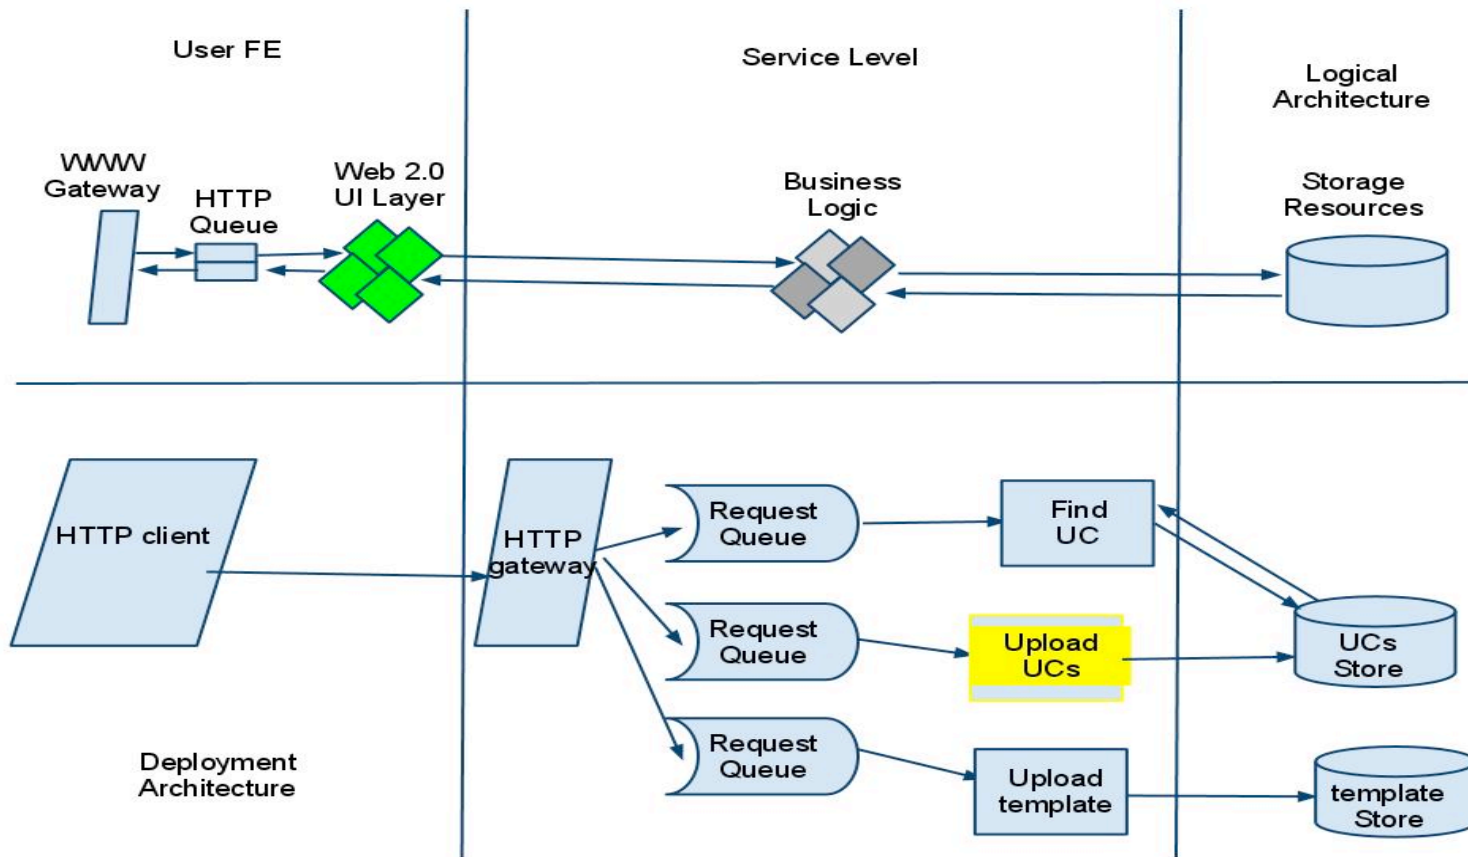 User FE
Service Level
Logical
Architecture
WWW
Gateway
HTTP
Queue
Web 2.0
UI Layer
Business
Logic
Storage
Resources
HTTP client
HTTP
gateway
Request
Queue
Find
UC
Request
Queue
Upload
UCs
UCs
Store
Request
Queue
Upload
template
template
Store
Deployment
Architecture